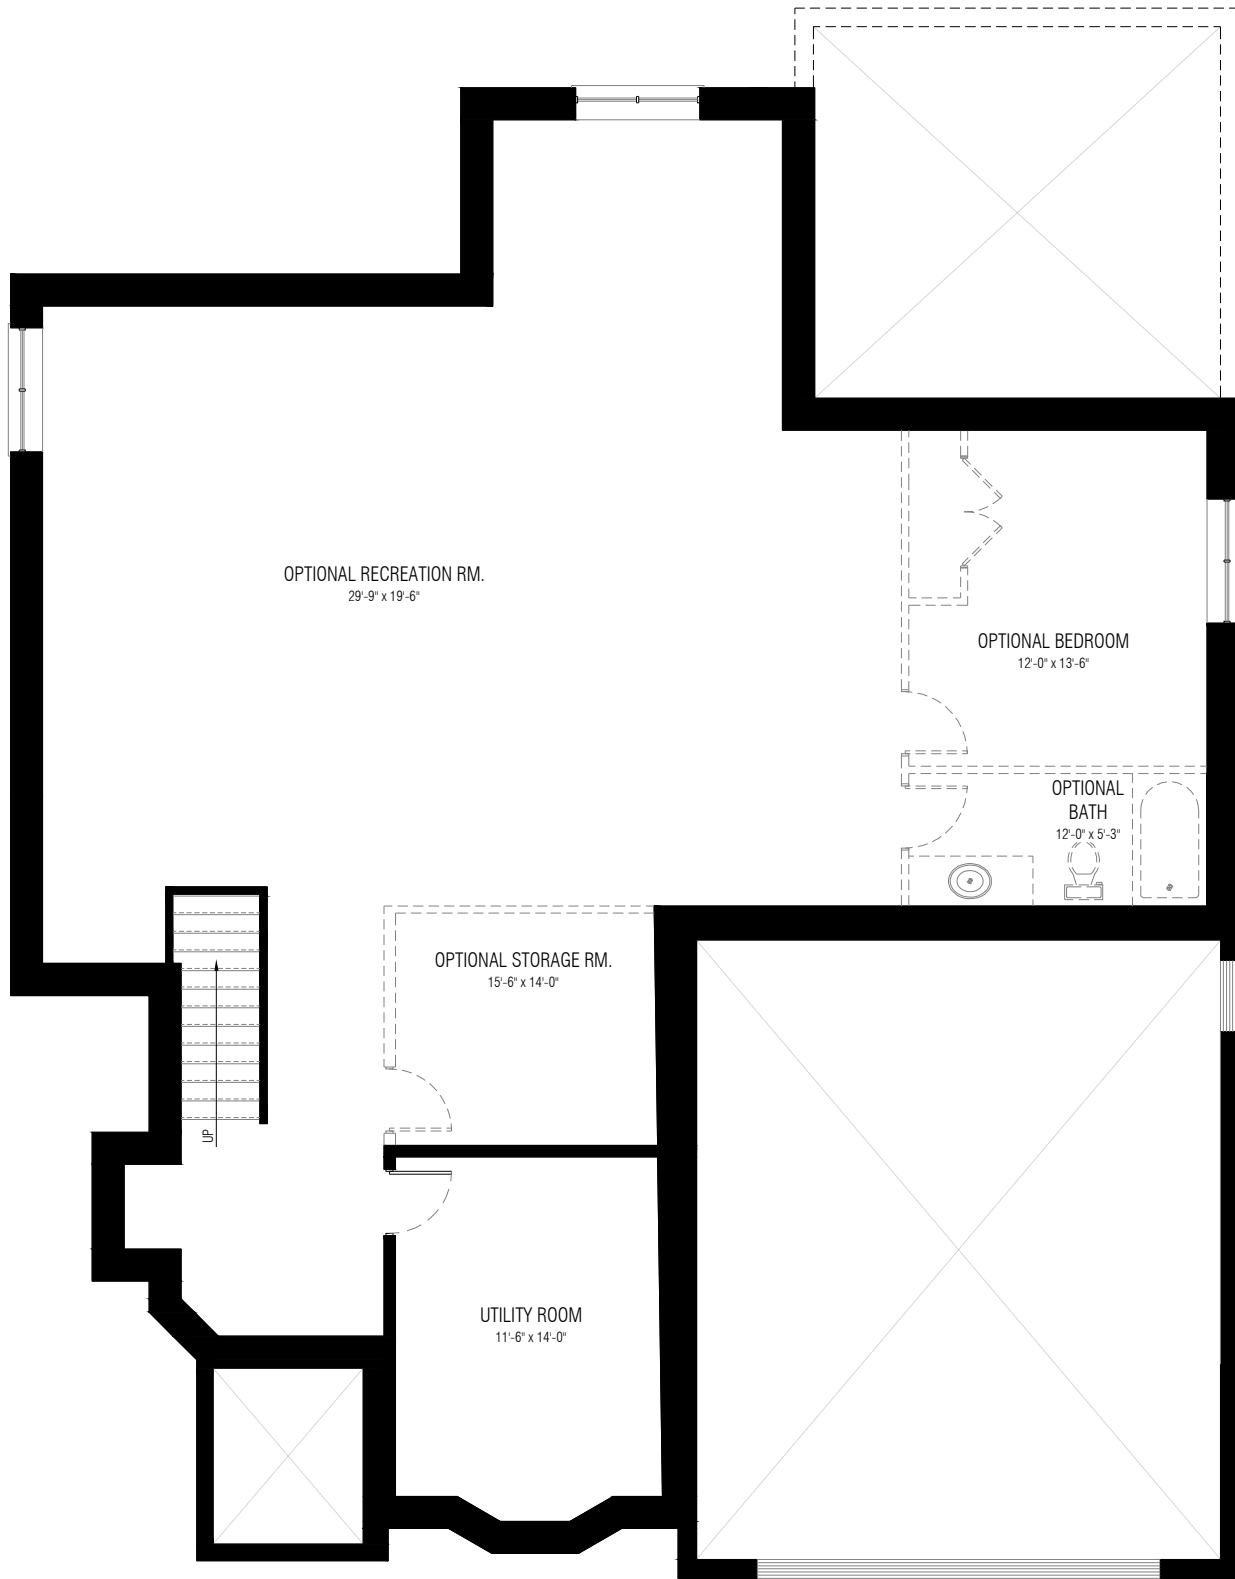 OPTIONAL RECREATION RM.
29'-9" x 19'-6"
OPTIONAL BEDROOM
12'-0" x 13'-6"
OPTIONAL
BATH
12'-0" x 5'-3"
OPTIONAL STORAGE RM.
15'-6" x 14'-0"
UP
UTILITY ROOM
11'-6" x 14'-0"